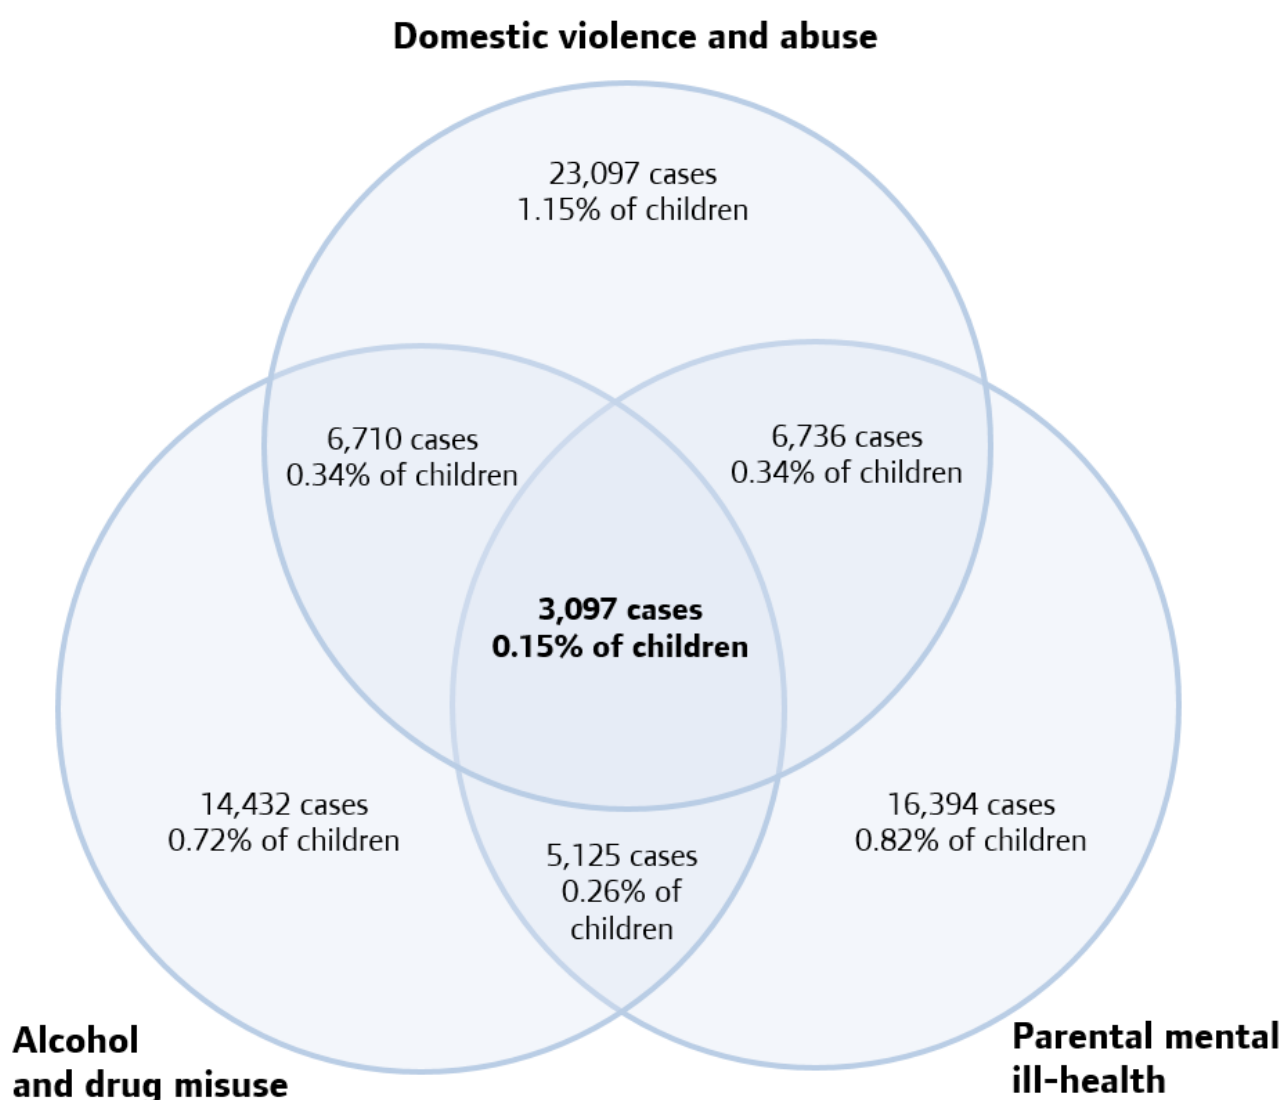 Domestic violence and abuse
23,097 cases
1.15% of children
6,710 cases
0.34% of children
6,736 cases
0.34% of children
3,097 cases
0.15% of children
14,432 cases
0.72% of children
16,394 cases
0.82% of children
5,125 cases
0.26% of
children
Alcohol
and drug misuse
Parental mental
ill-health